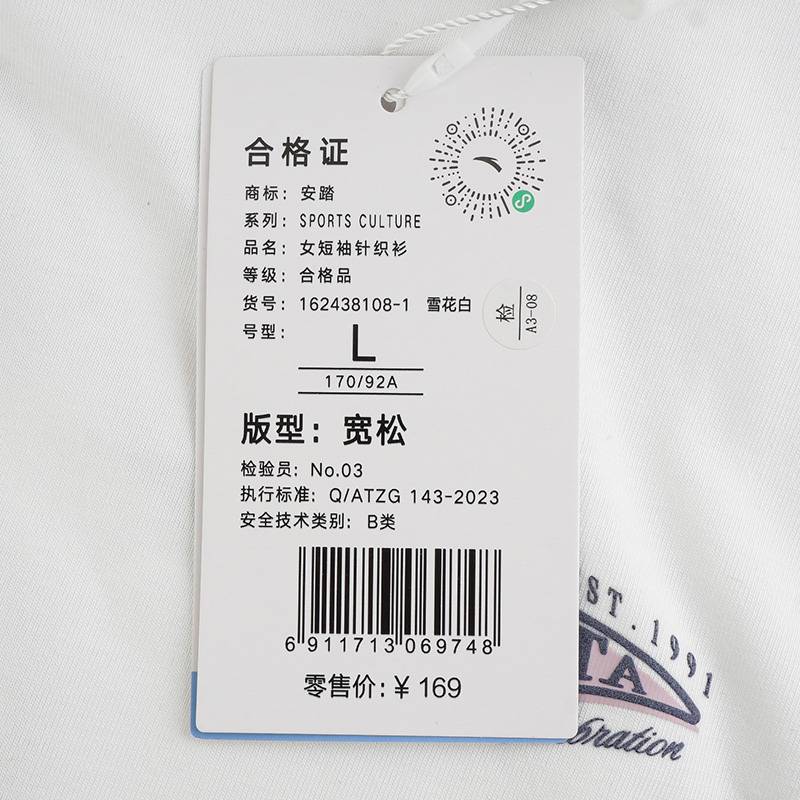 合格证
商标：安踏
系列：SPORTS CULTURE
品名：女短袖针织衫
等级：合格品
货号：162438108-1 雪花白
检 A3-08
号型：L
170/92A
版型：宽松
检验员：No.03
执行标准：Q/ATZG 143-2023
安全技术类别：B类
6 911713 069748
零售价：¥ 169
ST.1991
TA
bration